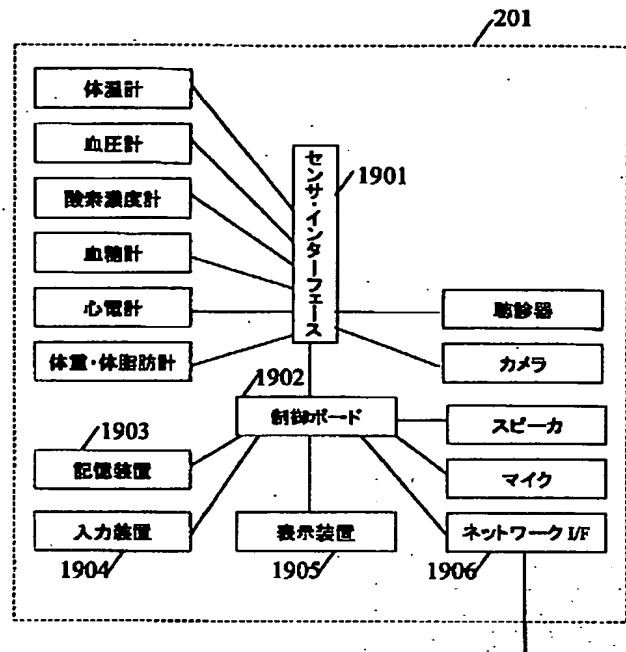 201
体温計
血圧計
酸素濃度計
血糖計
心電計
体重・体脂肪計
センサ・インターフェース
1901
聴診器
カメラ
1902
制御ボード
スピーカ
マイク
1903
記憶装置
入力装置
表示装置
ネットワーク I/F
1904
1905
1906